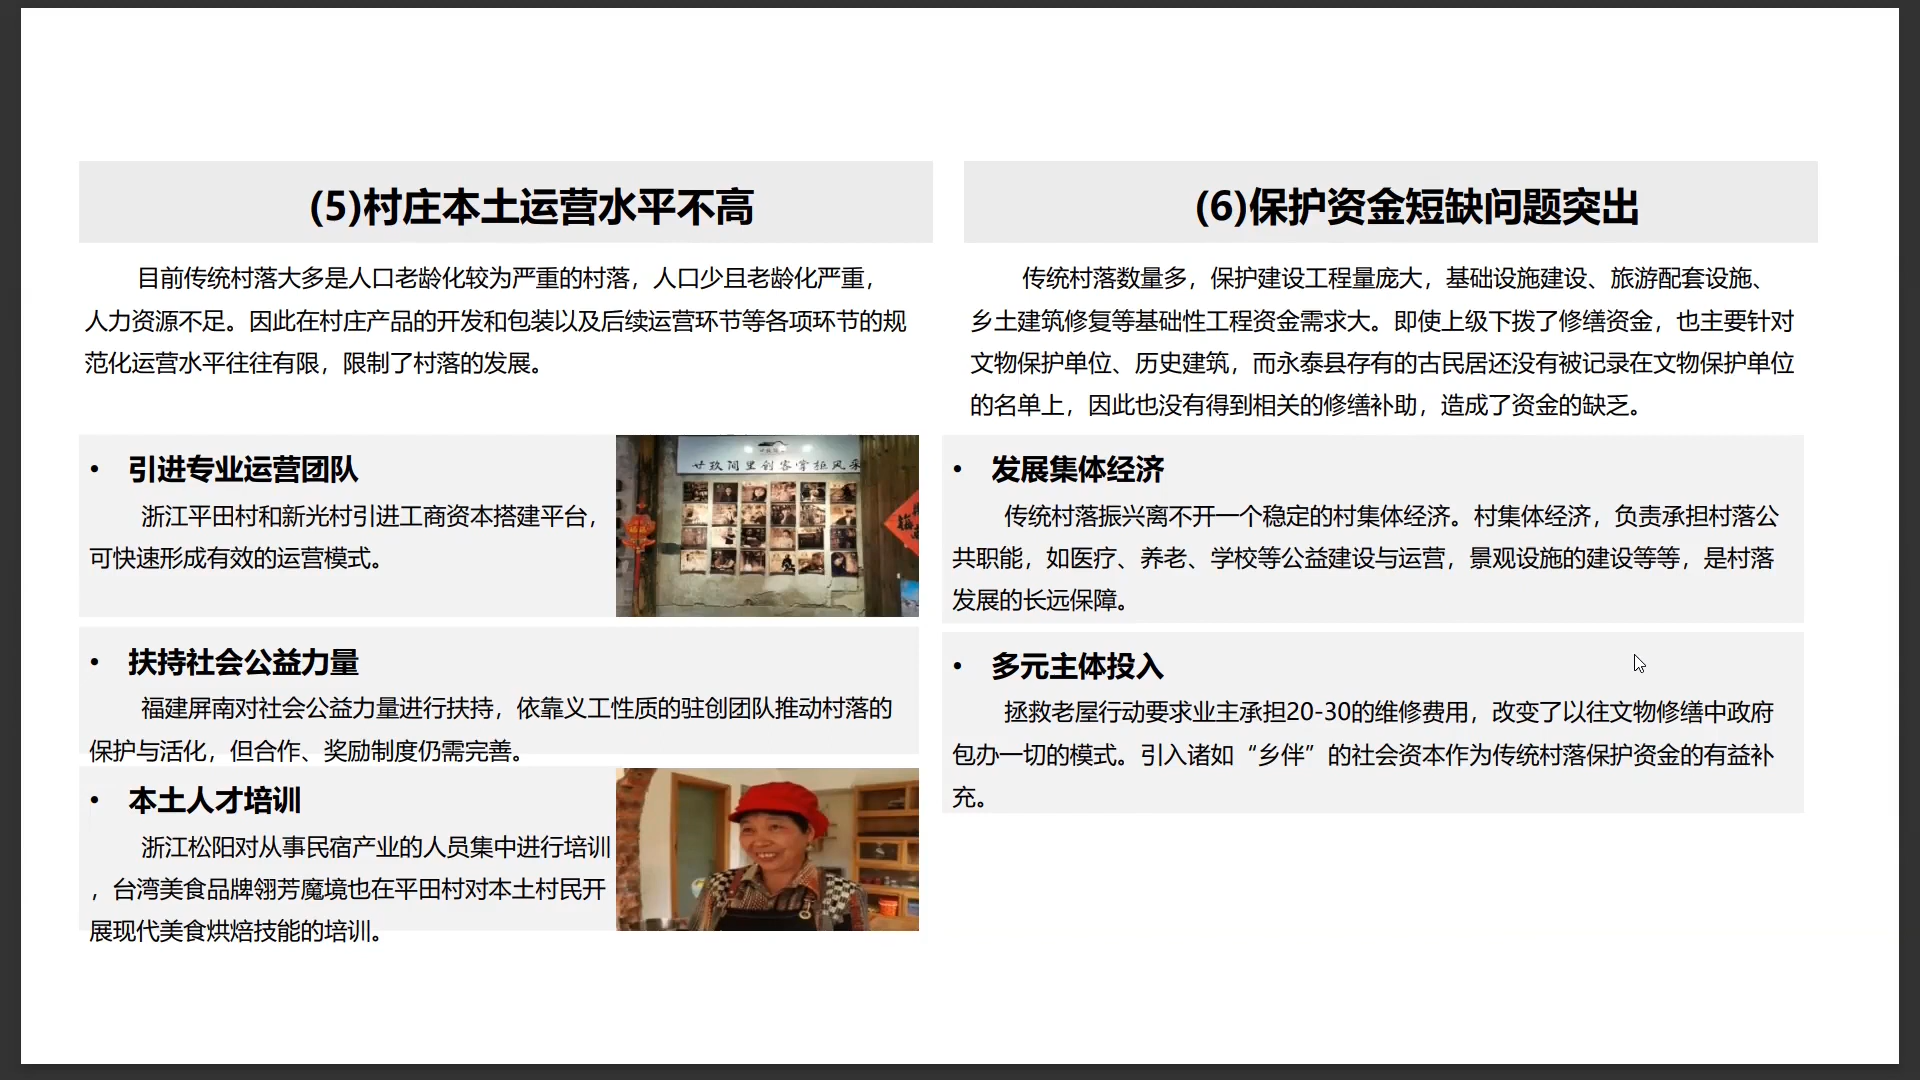 (5)村庄本土运营水平不高
目前传统村落大多是人口老龄化较为严重的村落，人口少且老龄化严重，
人力资源不足。因此在村庄产品的开发和包装以及后续运营环节等各项环节的规
范化运营水平往往有限，限制了村落的发展。
• 引进专业运营团队
浙江平田村和新光村引进工商资本搭建平台，
可快速形成有效的运营模式。
廿玖间里创客掌柜风采
• 扶持社会公益力量
福建屏南对社会公益力量进行扶持，依靠义工性质的驻创团队推动村落的
保护与活化，但合作、奖励制度仍需完善。
• 本土人才培训
浙江松阳对从事民宿产业的人员集中进行培训
，台湾美食品牌翎芳魔境也在平田村对本土村民开
展现代美食烘焙技能的培训。
(6)保护资金短缺问题突出
传统村落数量多，保护建设工程量庞大，基础设施建设、旅游配套设施、
乡土建筑修复等基础性工程资金需求大。即使上级下拨了修缮资金，也主要针对
文物保护单位、历史建筑，而永泰县存有的古民居还没有被记录在文物保护单位
的名单上，因此也没有得到相关的修缮补助，造成了资金的缺乏。
• 发展集体经济
传统村落振兴离不开一个稳定的村集体经济。村集体经济，负责承担村落公
共职能，如医疗、养老、学校等公益建设与运营，景观设施的建设等等，是村落
发展的长远保障。
• 多元主体投入
拯救老屋行动要求业主承担20-30的维修费用，改变了以往文物修缮中政府
包办一切的模式。引入诸如“乡伴”的社会资本作为传统村落保护资金的有益补
充。